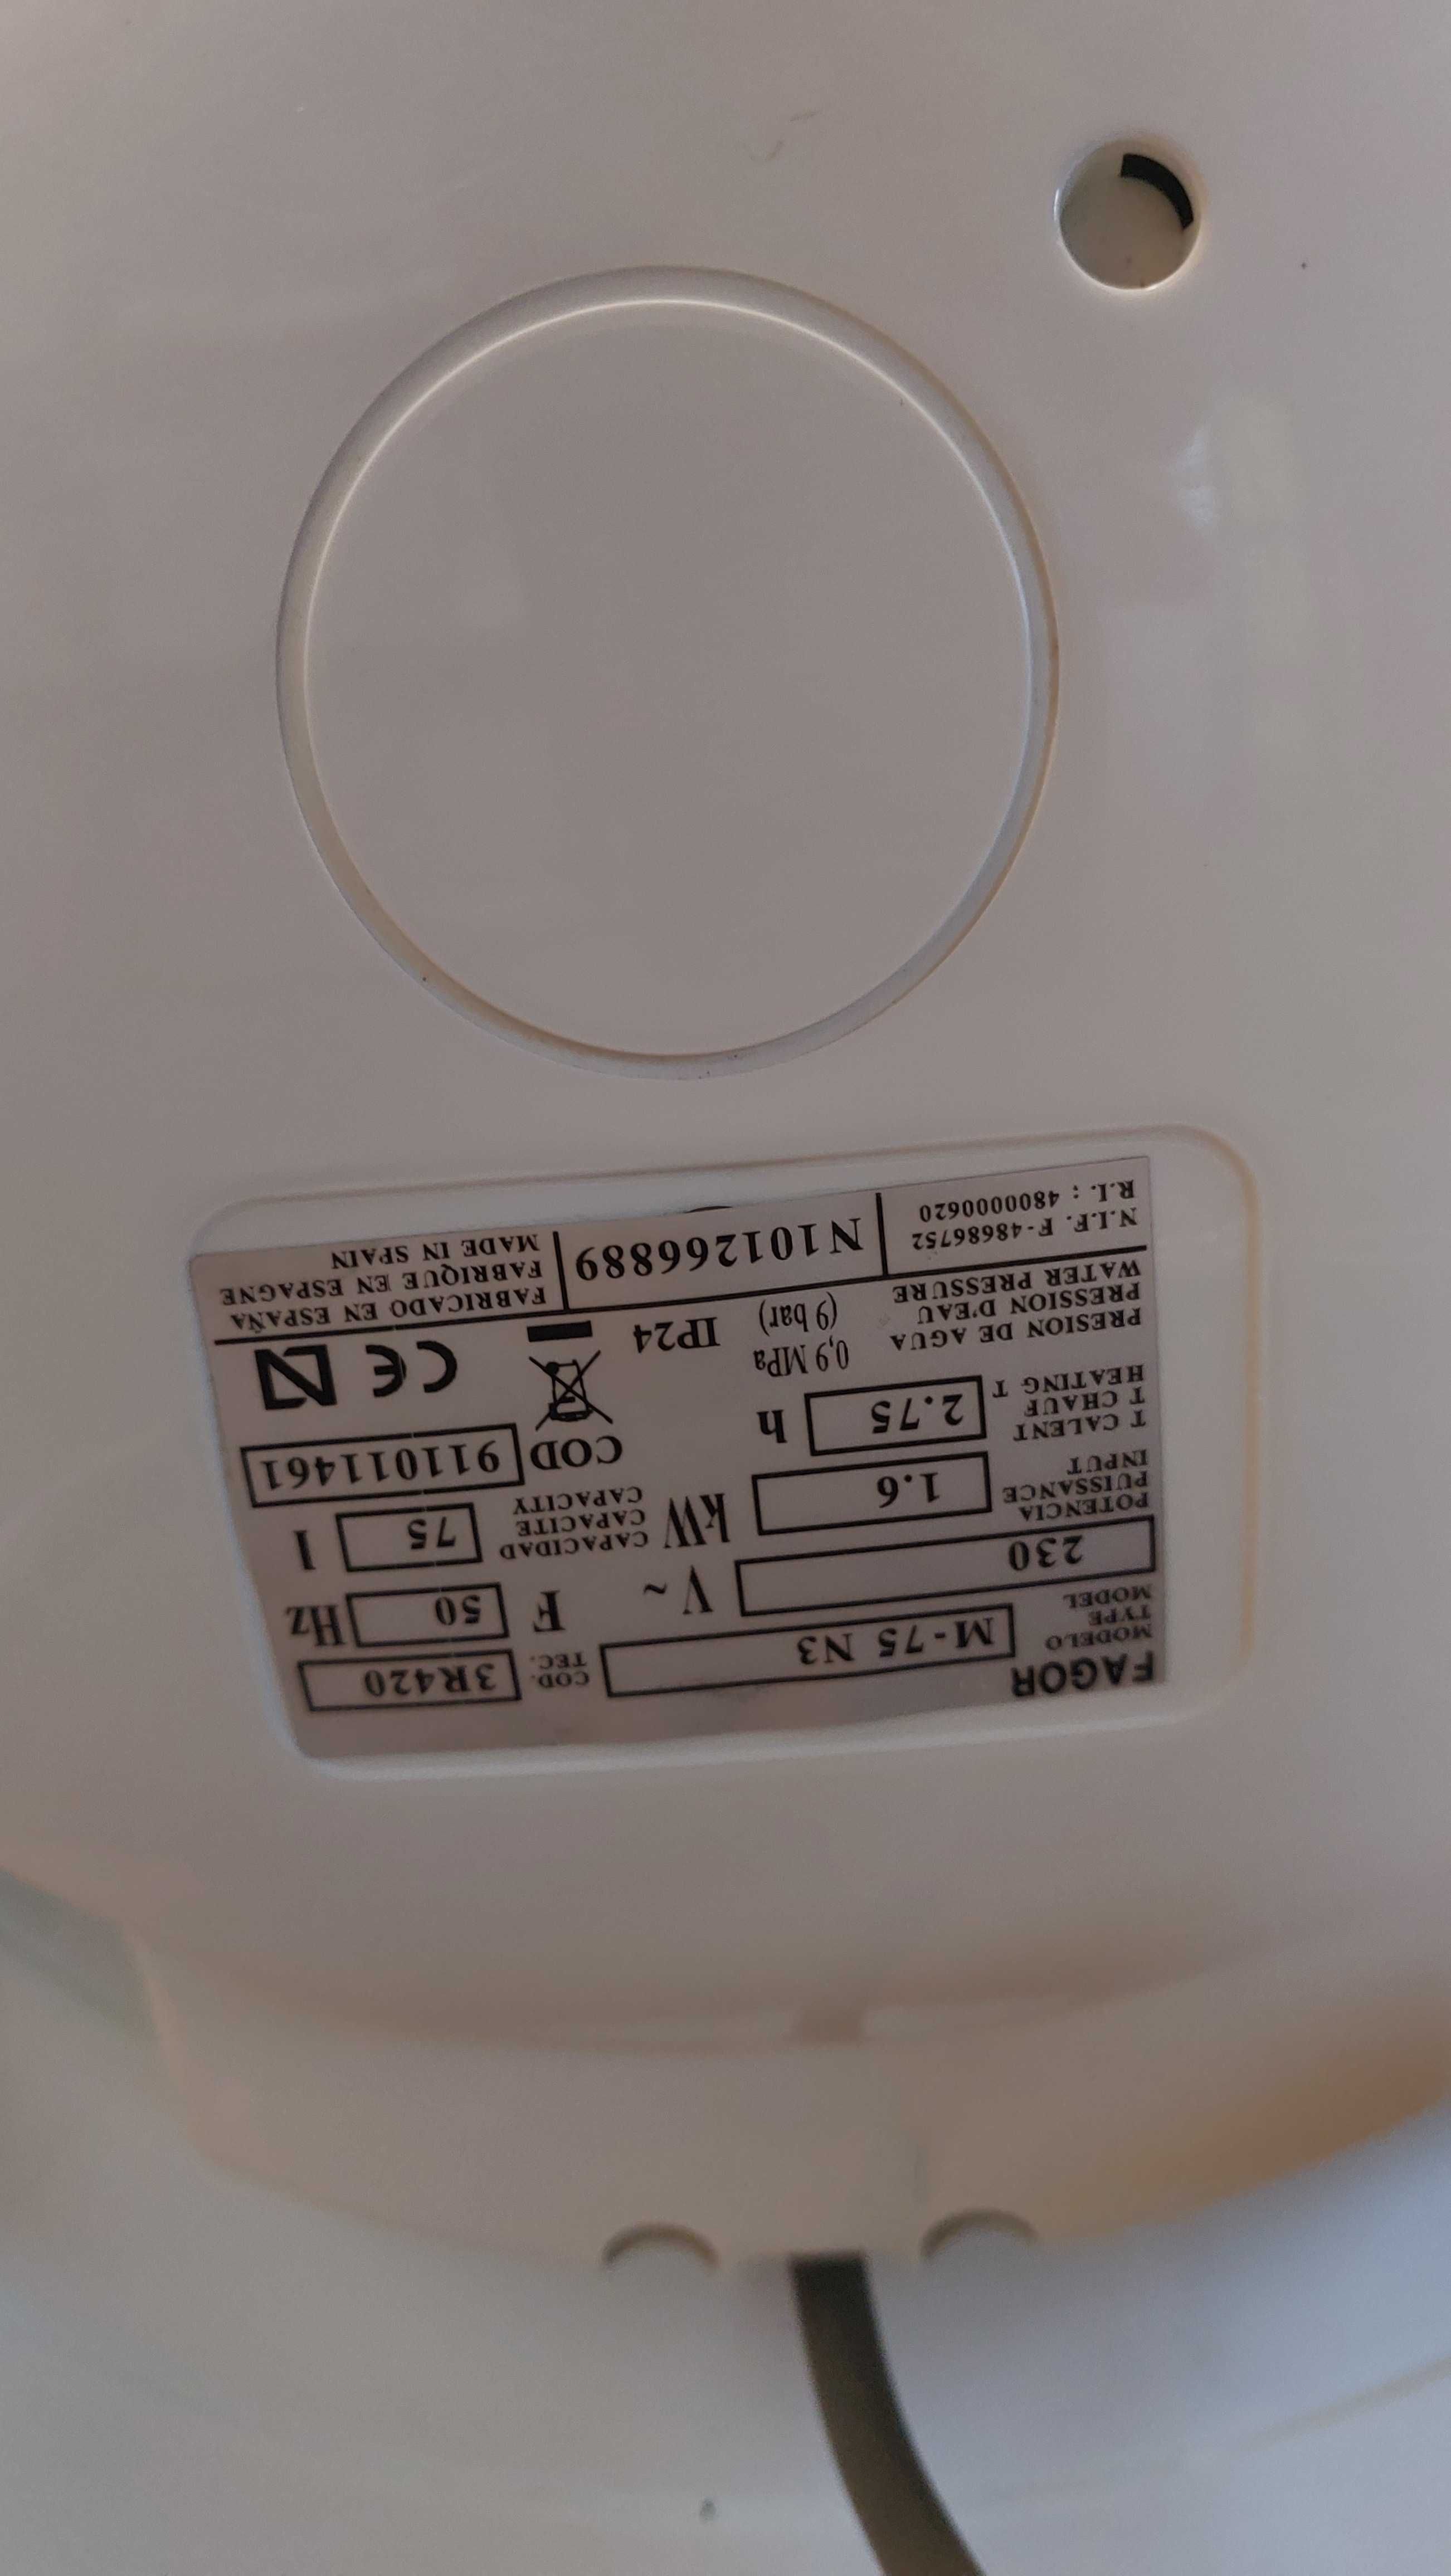 FAGOR
MODELO
TYPE
MODEL
M-75 N3
COD.
TEC.
3R420
230 V ~
F 50 Hz
POTENCIA
PUISSANCE
INPUT
1.6 kW
CAPACIDAD
CAPACITE
CAPACITY
75 l
T CALENT
T CHAUF
HEATING T
2.75 h
COD 911011461
PRESION DE AGUA
PRESSION D'EAU
WATER PRESSURE
0,9 MPa
(9 bar)
IP24
CE N
N.I.F. F-48686752
R.I. : 480000620
N101266889
FABRICADO EN ESPAÑA
FABRIQUE EN ESPAGNE
MADE IN SPAIN